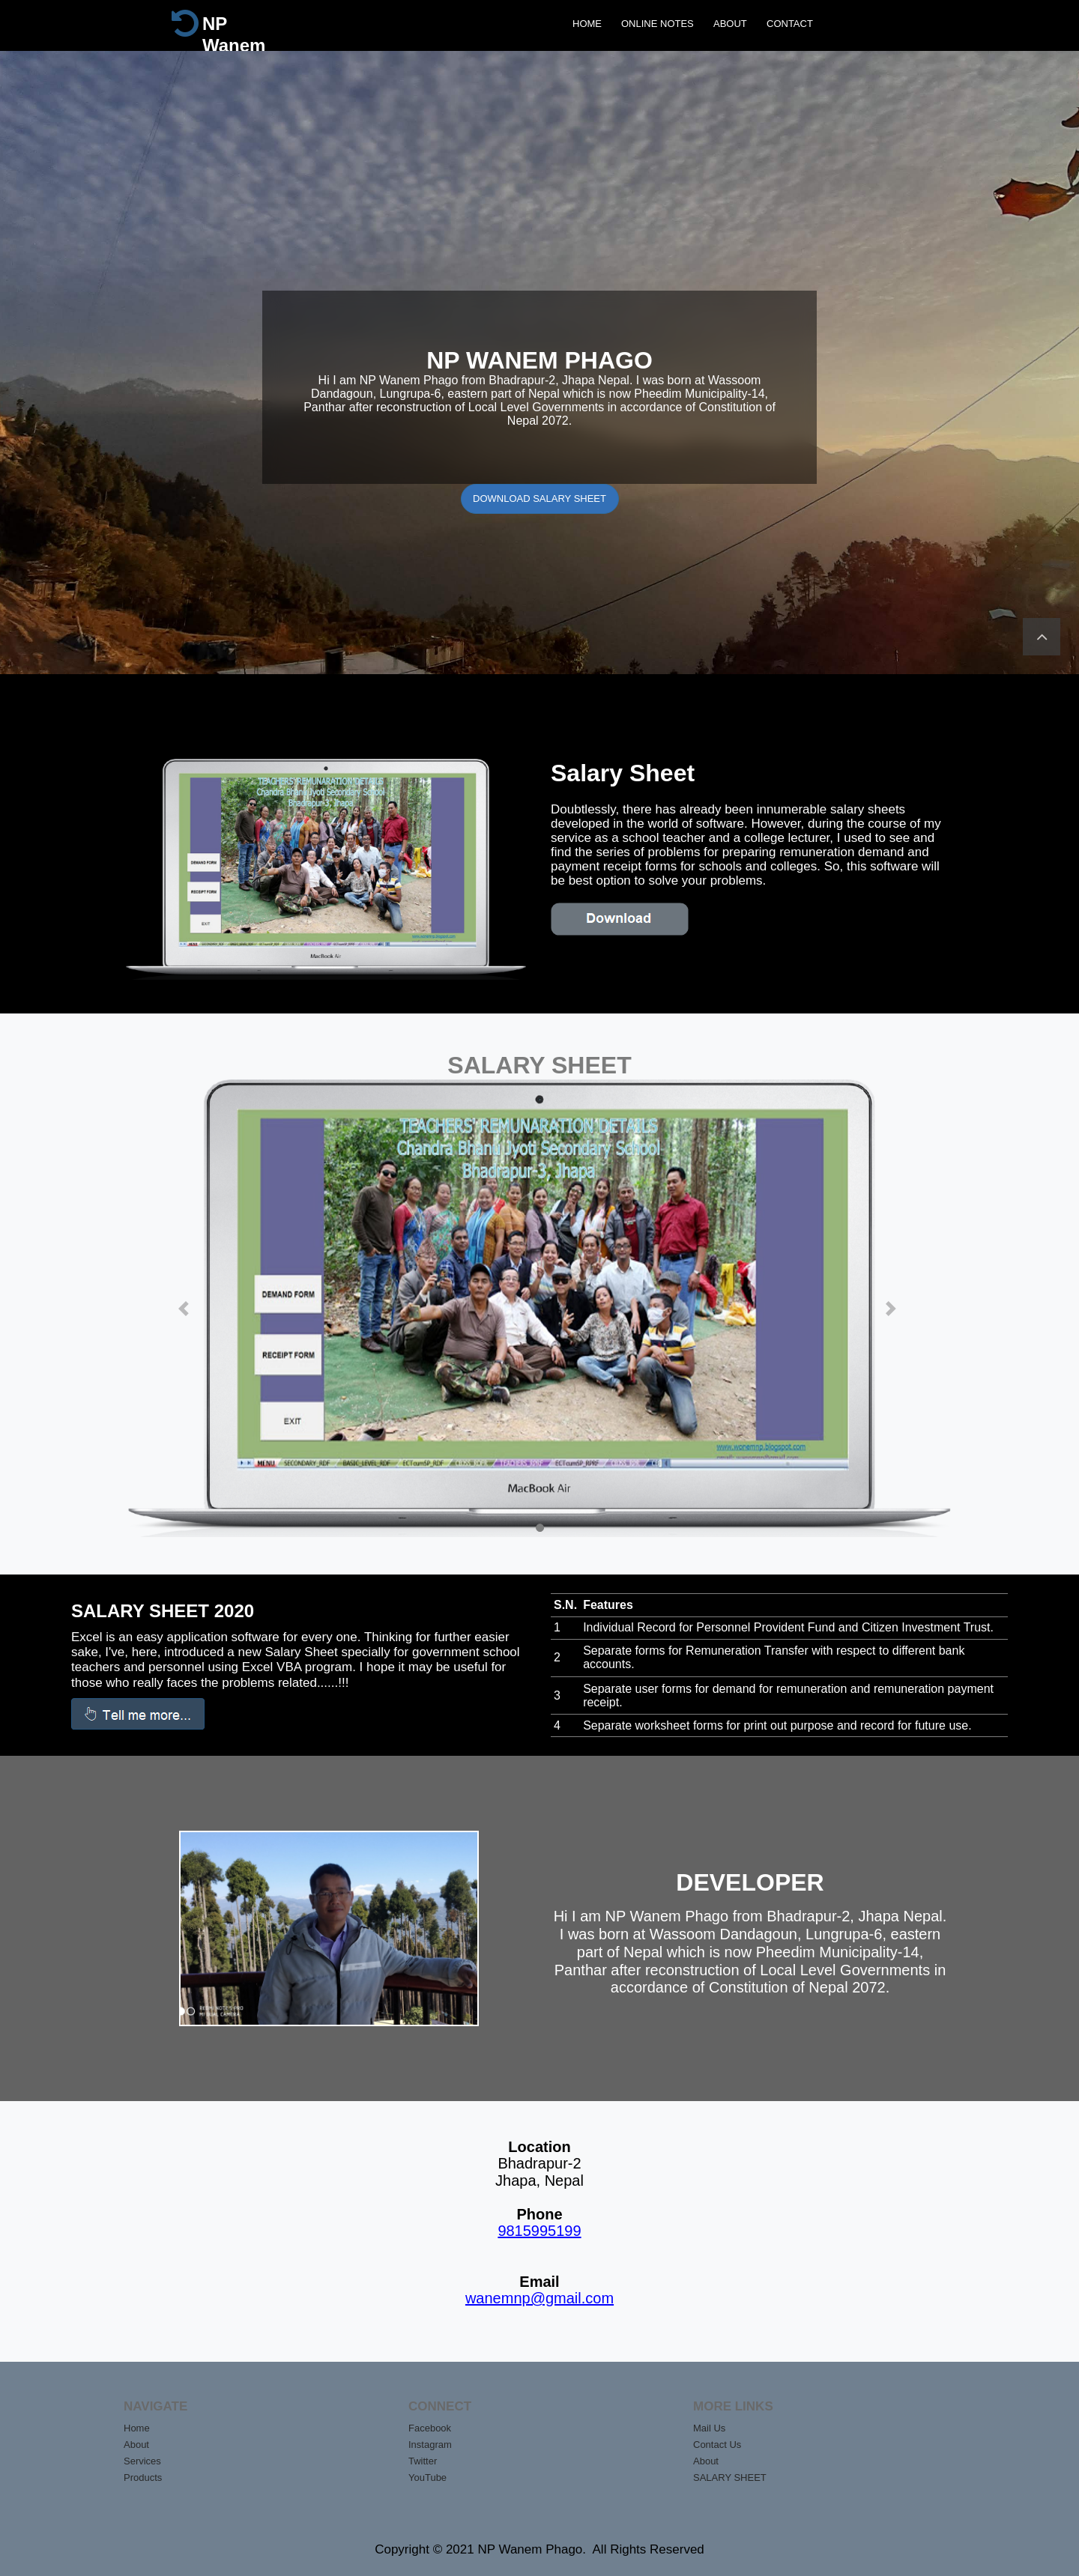 NP
Wanem
HOME
ONLINE NOTES
ABOUT
CONTACT
NP WANEM PHAGO
Hi I am NP Wanem Phago from Bhadrapur-2, Jhapa Nepal. I was born at Wassoom
Dandagoun, Lungrupa-6, eastern part of Nepal which is now Pheedim Municipality-14,
Panthar after reconstruction of Local Level Governments in accordance of Constitution of
Nepal 2072.
DOWNLOAD SALARY SHEET
TEACHERS' REMUNARATION DETAILS
Chandra Bhanu Jyoti Secondary School
Bhadrapur-3, Jhapa
DEMAND FORM
RECEIPT FORM
EXIT
MacBook Air
Salary Sheet
Doubtlessly, there has already been innumerable salary sheets
developed in the world of software. However, during the course of my
service as a school teacher and a college lecturer, I used to see and
find the series of problems for preparing remuneration demand and
payment receipt forms for schools and colleges. So, this software will
be best option to solve your problems.
Download
SALARY SHEET
TEACHERS' REMUNARATION DETAILS
Chandra Bhanu Jyoti Secondary School
Bhadrapur-3, Jhapa
DEMAND FORM
RECEIPT FORM
EXIT
www.wanemnp.blogspot.com
MENU SECONDARY_RDF BASIC_LEVEL_RDF ECTcumSP_RDF ECTcumSP_RPRF
MacBook Air
SALARY SHEET 2020
Excel is an easy application software for every one. Thinking for further easier
sake, I've, here, introduced a new Salary Sheet specially for government school
teachers and personnel using Excel VBA program. I hope it may be useful for
those who really faces the problems related......!!!
Tell me more...
S.N. Features
1 Individual Record for Personnel Provident Fund and Citizen Investment Trust.
2 Separate forms for Remuneration Transfer with respect to different bank
accounts.
3 Separate user forms for demand for remuneration and remuneration payment
receipt.
4 Separate worksheet forms for print out purpose and record for future use.
DEVELOPER
Hi I am NP Wanem Phago from Bhadrapur-2, Jhapa Nepal.
I was born at Wassoom Dandagoun, Lungrupa-6, eastern
part of Nepal which is now Pheedim Municipality-14,
Panthar after reconstruction of Local Level Governments in
accordance of Constitution of Nepal 2072.
Location
Bhadrapur-2
Jhapa, Nepal
Phone
9815995199
Email
wanemnp@gmail.com
NAVIGATE
Home
About
Services
Products
CONNECT
Facebook
Instagram
Twitter
YouTube
MORE LINKS
Mail Us
Contact Us
About
SALARY SHEET
Copyright © 2021 NP Wanem Phago.  All Rights Reserved